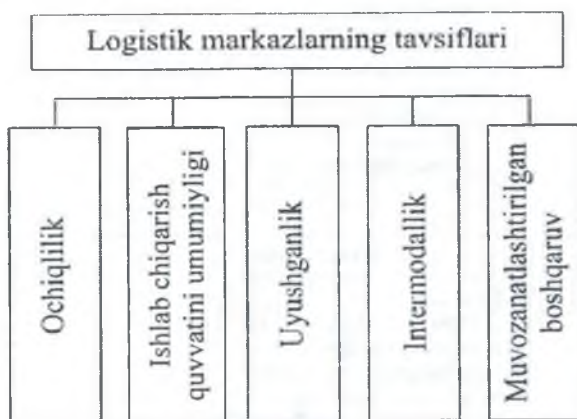 Logistik markazlarning tavsiflari
Ochiqlilik
Ishlab chiqarish
quvvatini umumiyligi
Uyushganlik
Intermodallik
Muvozanatlashtirilgan
boshqaruv